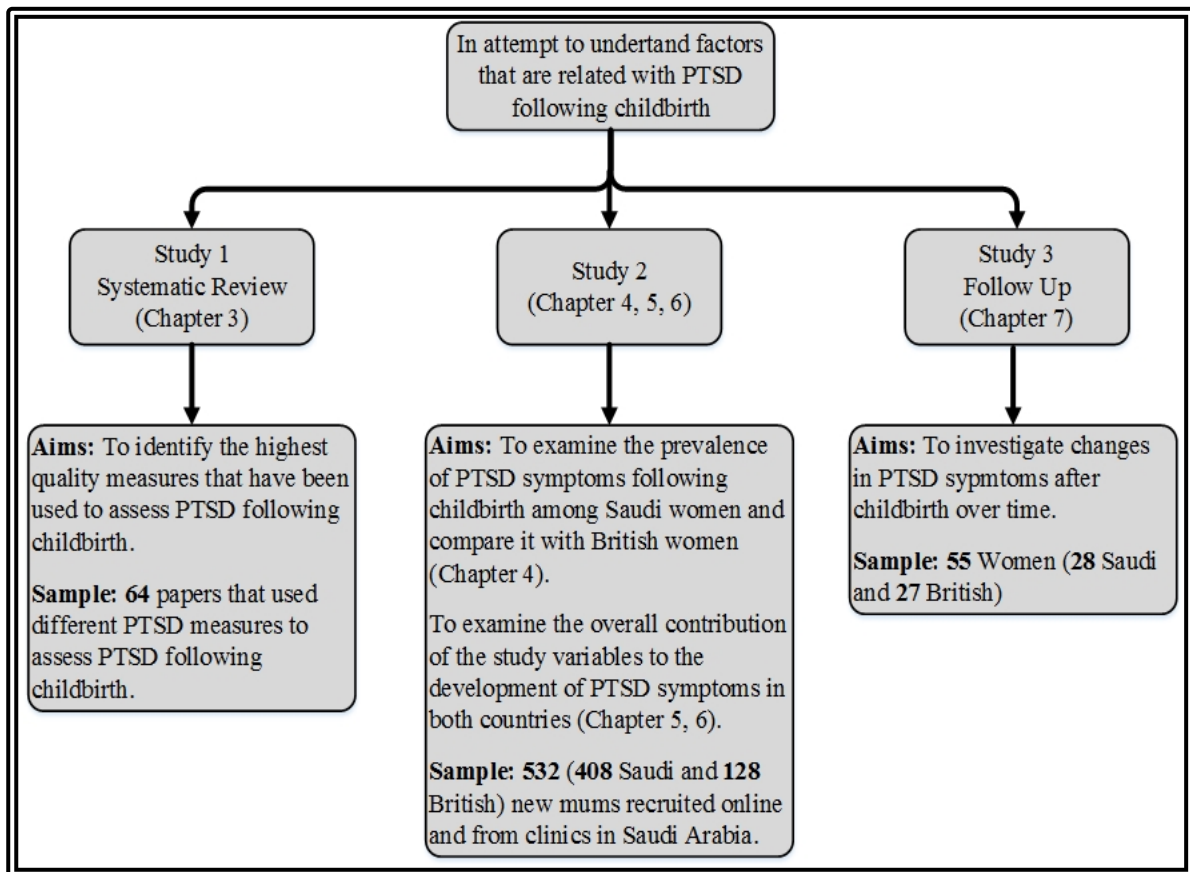 In attempt to undertand factors
that are related with PTSD
following childbirth
Study 1
Systematic Review
(Chapter 3)
Study 2
(Chapter 4, 5, 6)
Study 3
Follow Up
(Chapter 7)
Aims: To identify the highest
quality measures that have been
used to assess PTSD following
childbirth.
Sample: 64 papers that used
different PTSD measures to
assess PTSD following
childbirth.
Aims: To examine the prevalence
of PTSD symptoms following
childbirth among Saudi women and
compare it with British women
(Chapter 4).
To examine the overall contribution
of the study variables to the
development of PTSD symptoms in
both countries (Chapter 5, 6).
Sample: 532 (408 Saudi and 128
British) new mums recruited online
and from clinics in Saudi Arabia.
Aims: To investigate changes
in PTSD sypmtoms after
childbirth over time.
Sample: 55 Women (28 Saudi
and 27 British)